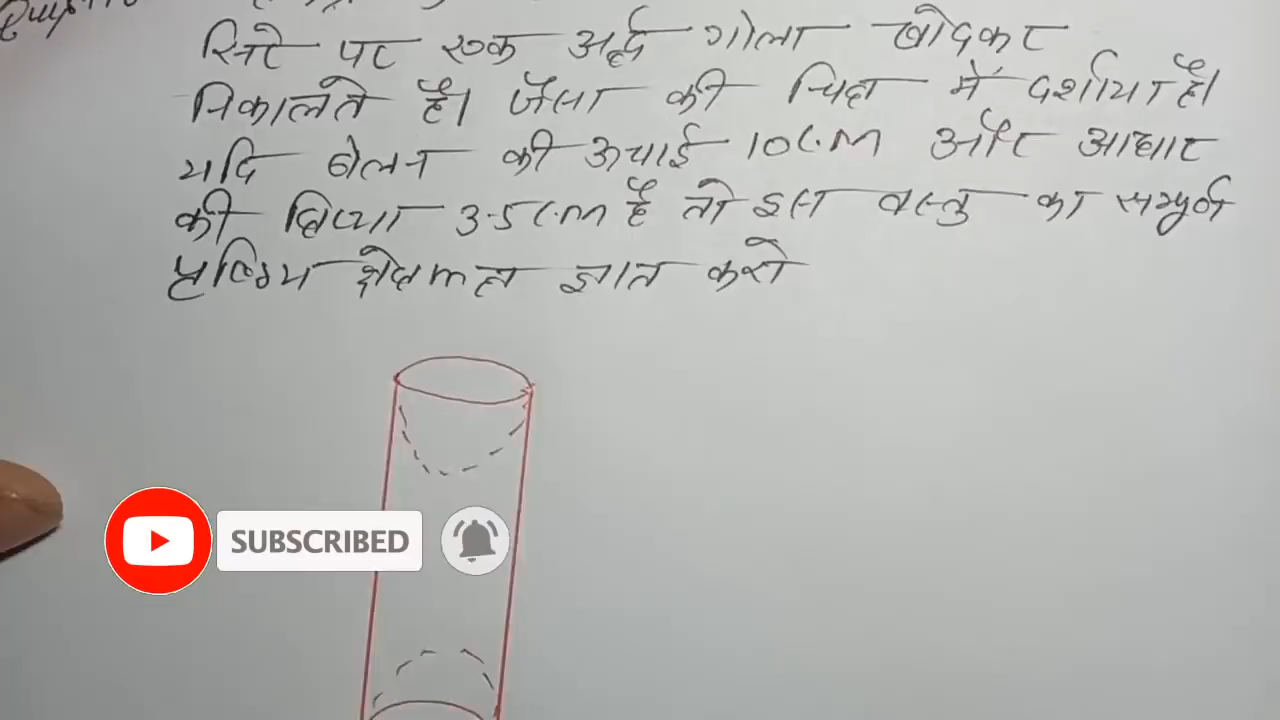 सिरे पर एक अर्द्ध गोला खोदकर
निकालते है। जैसा की चित्र में दर्शाया है।
यदि बेलन की ऊचाई 10 C.M और आधार
की त्रिज्या 3.5 C.M है तो इस वस्तु का सम्पूर्ण
पृष्ठिय क्षेत्रफल ज्ञात करो
SUBSCRIBED